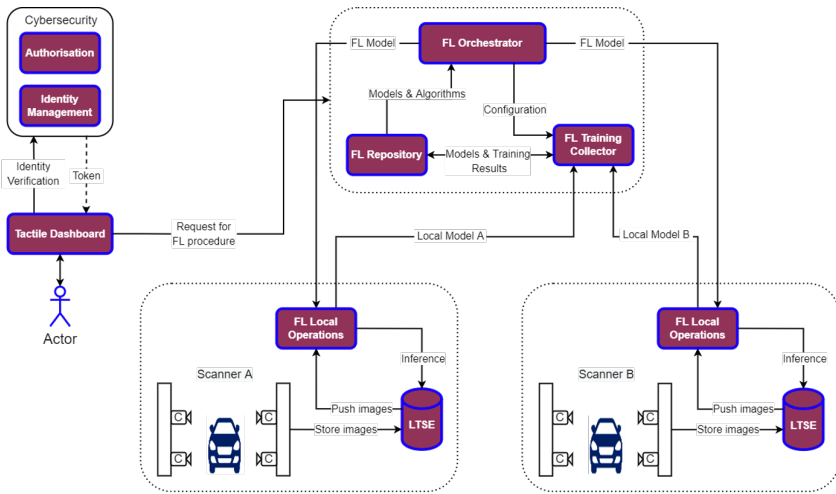 Cybersecurity
Authorisation
Identity
Management
Identity
Verification
Token
Tactile Dashboard
Actor
Request for
FL procedure
FL Model
FL Orchestrator
FL Model
Models & Algorithms
Configuration
FL Repository
Models & Training
Results
FL Training
Collector
Local Model A
Local Model B
FL Local
Operations
Inference
Scanner A
Push images
Store images
LTSE
C
C
C
C
FL Local
Operations
Inference
Scanner B
Push images
Store images
LTSE
C
C
C
C